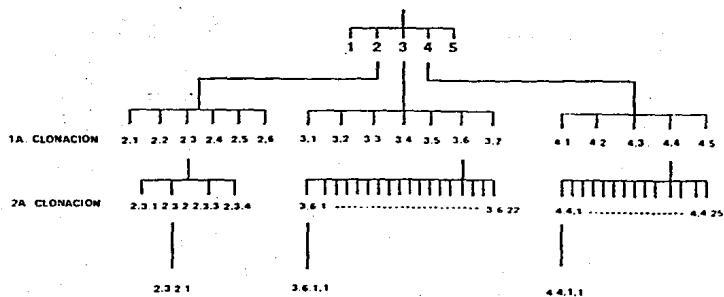 1 2 3 4 5
1A. CLONACIÓN 2.1 2.2 2 3 2.4 2.5 2.6 3.1 3.2 3 3 3 4 3.5 3.6 3.7 4 1 4 2 4.3. 4.4 4 5
2A CLONACIÓN 2.3.1 2 3 2 2.3.3 2.3.4 3.6 1 3 6 22 4.4.1 4.4 25
2.3 2 1 3.6.1,1 4 4.1,1